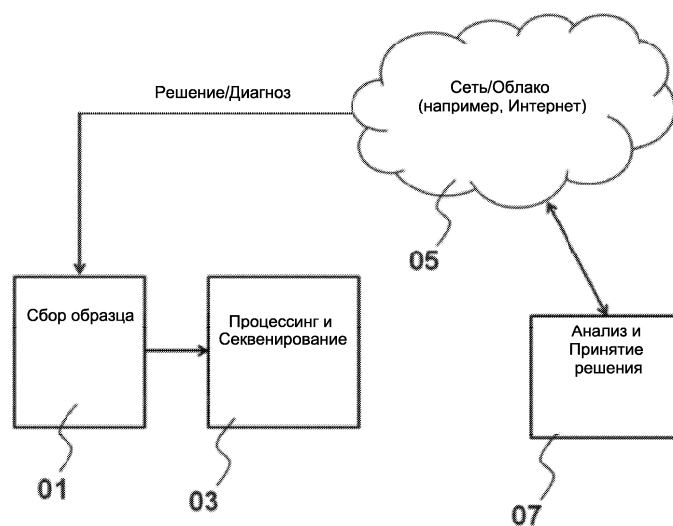 Решение/Диагноз
Сеть/Облако
(например, Интернет)
05
Сбор образца
Процессинг и
Секвенирование
Анализ и
Принятие
решения
01
03
07